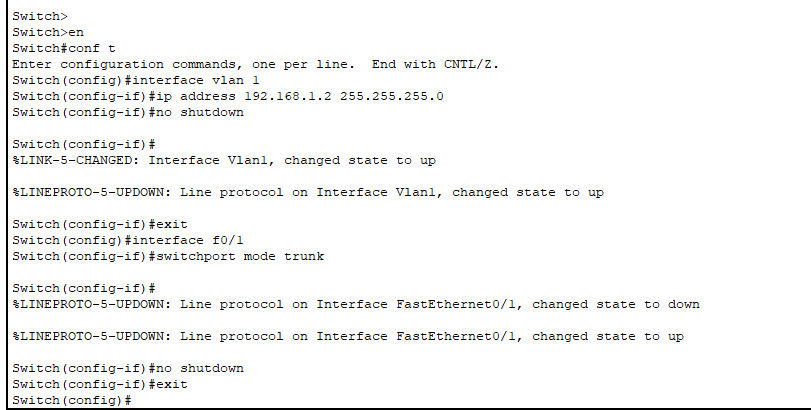 Switch>
Switch>en
Switch#conf t
Enter configuration commands, one per line.  End with CNTL/Z.
Switch(config)#interface vlan 1
Switch(config-if)#ip address 192.168.1.2 255.255.255.0
Switch(config-if)#no shutdown
Switch(config-if)#
%LINK-5-CHANGED: Interface Vlan1, changed state to up
%LINEPROTO-5-UPDOWN: Line protocol on Interface Vlan1, changed state to up
Switch(config-if)#exit
Switch(config)#interface f0/1
Switch(config-if)#switchport mode trunk
Switch(config-if)#
%LINEPROTO-5-UPDOWN: Line protocol on Interface FastEthernet0/1, changed state to down
%LINEPROTO-5-UPDOWN: Line protocol on Interface FastEthernet0/1, changed state to up
Switch(config-if)#no shutdown
Switch(config-if)#exit
Switch(config)#